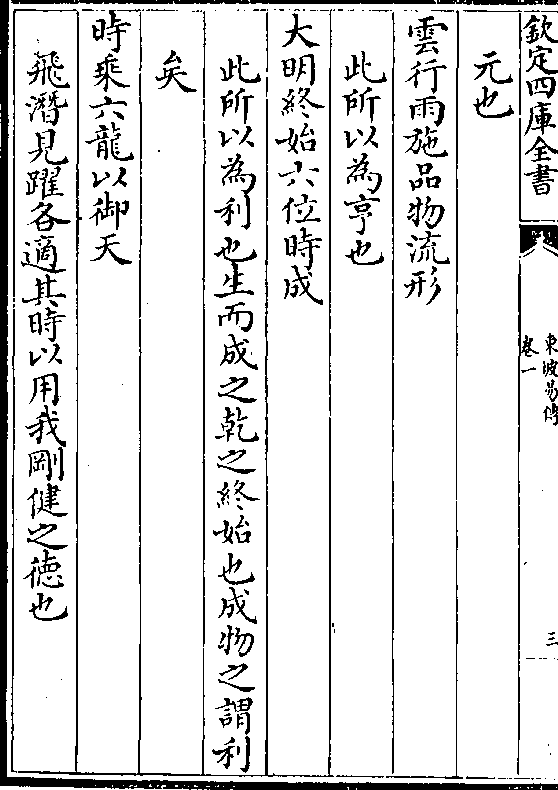 欽定四庫全書
東坡易傳
卷一
三
元也
雲行雨施品物流形
此所以為亨也
大明終始六位時成
此所以為利也生而成之乾之終始也成物之謂利
矣
時乘六龍以御天
飛潛見躍各適其時以用我剛健之徳也